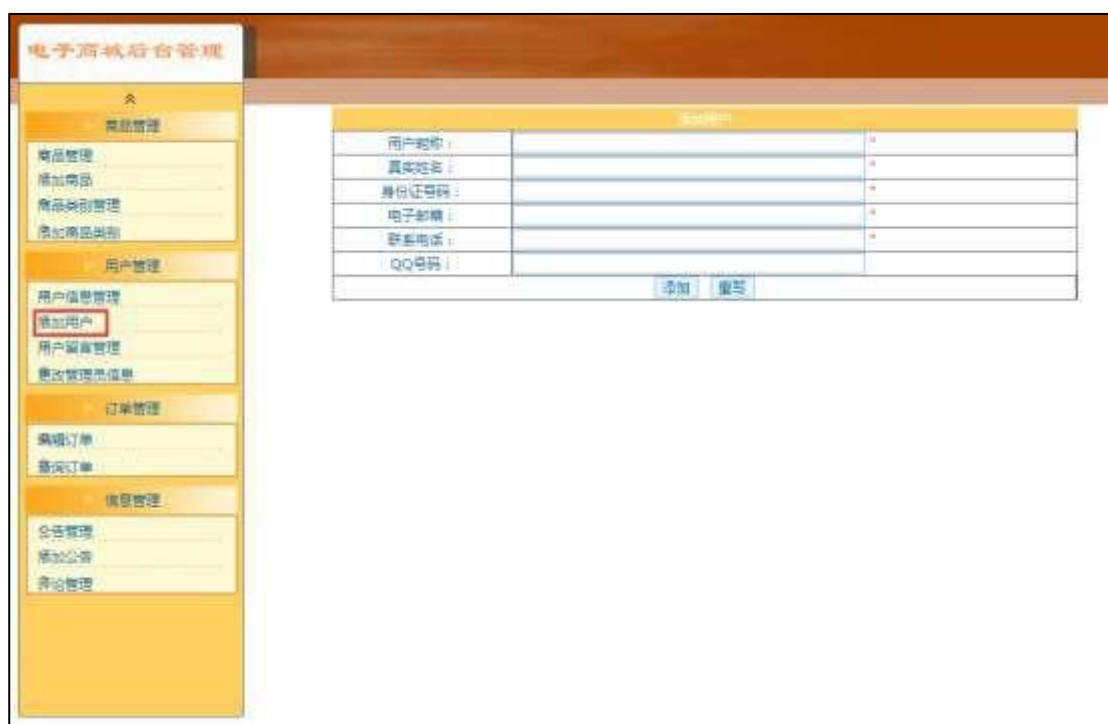 电子商城后台管理
商品管理
商品管理
添加商品
商品类别管理
添加商品类别
用户管理
用户信息管理
添加用户
用户留言管理
更改管理员信息
订单管理
编辑订单
查询订单
信息管理
公告管理
添加公告
评论管理
添加用户
用户昵称：
*
真实姓名：
*
身份证号码：
*
电子邮箱：
*
联系电话：
*
QQ号码：
添加 重写